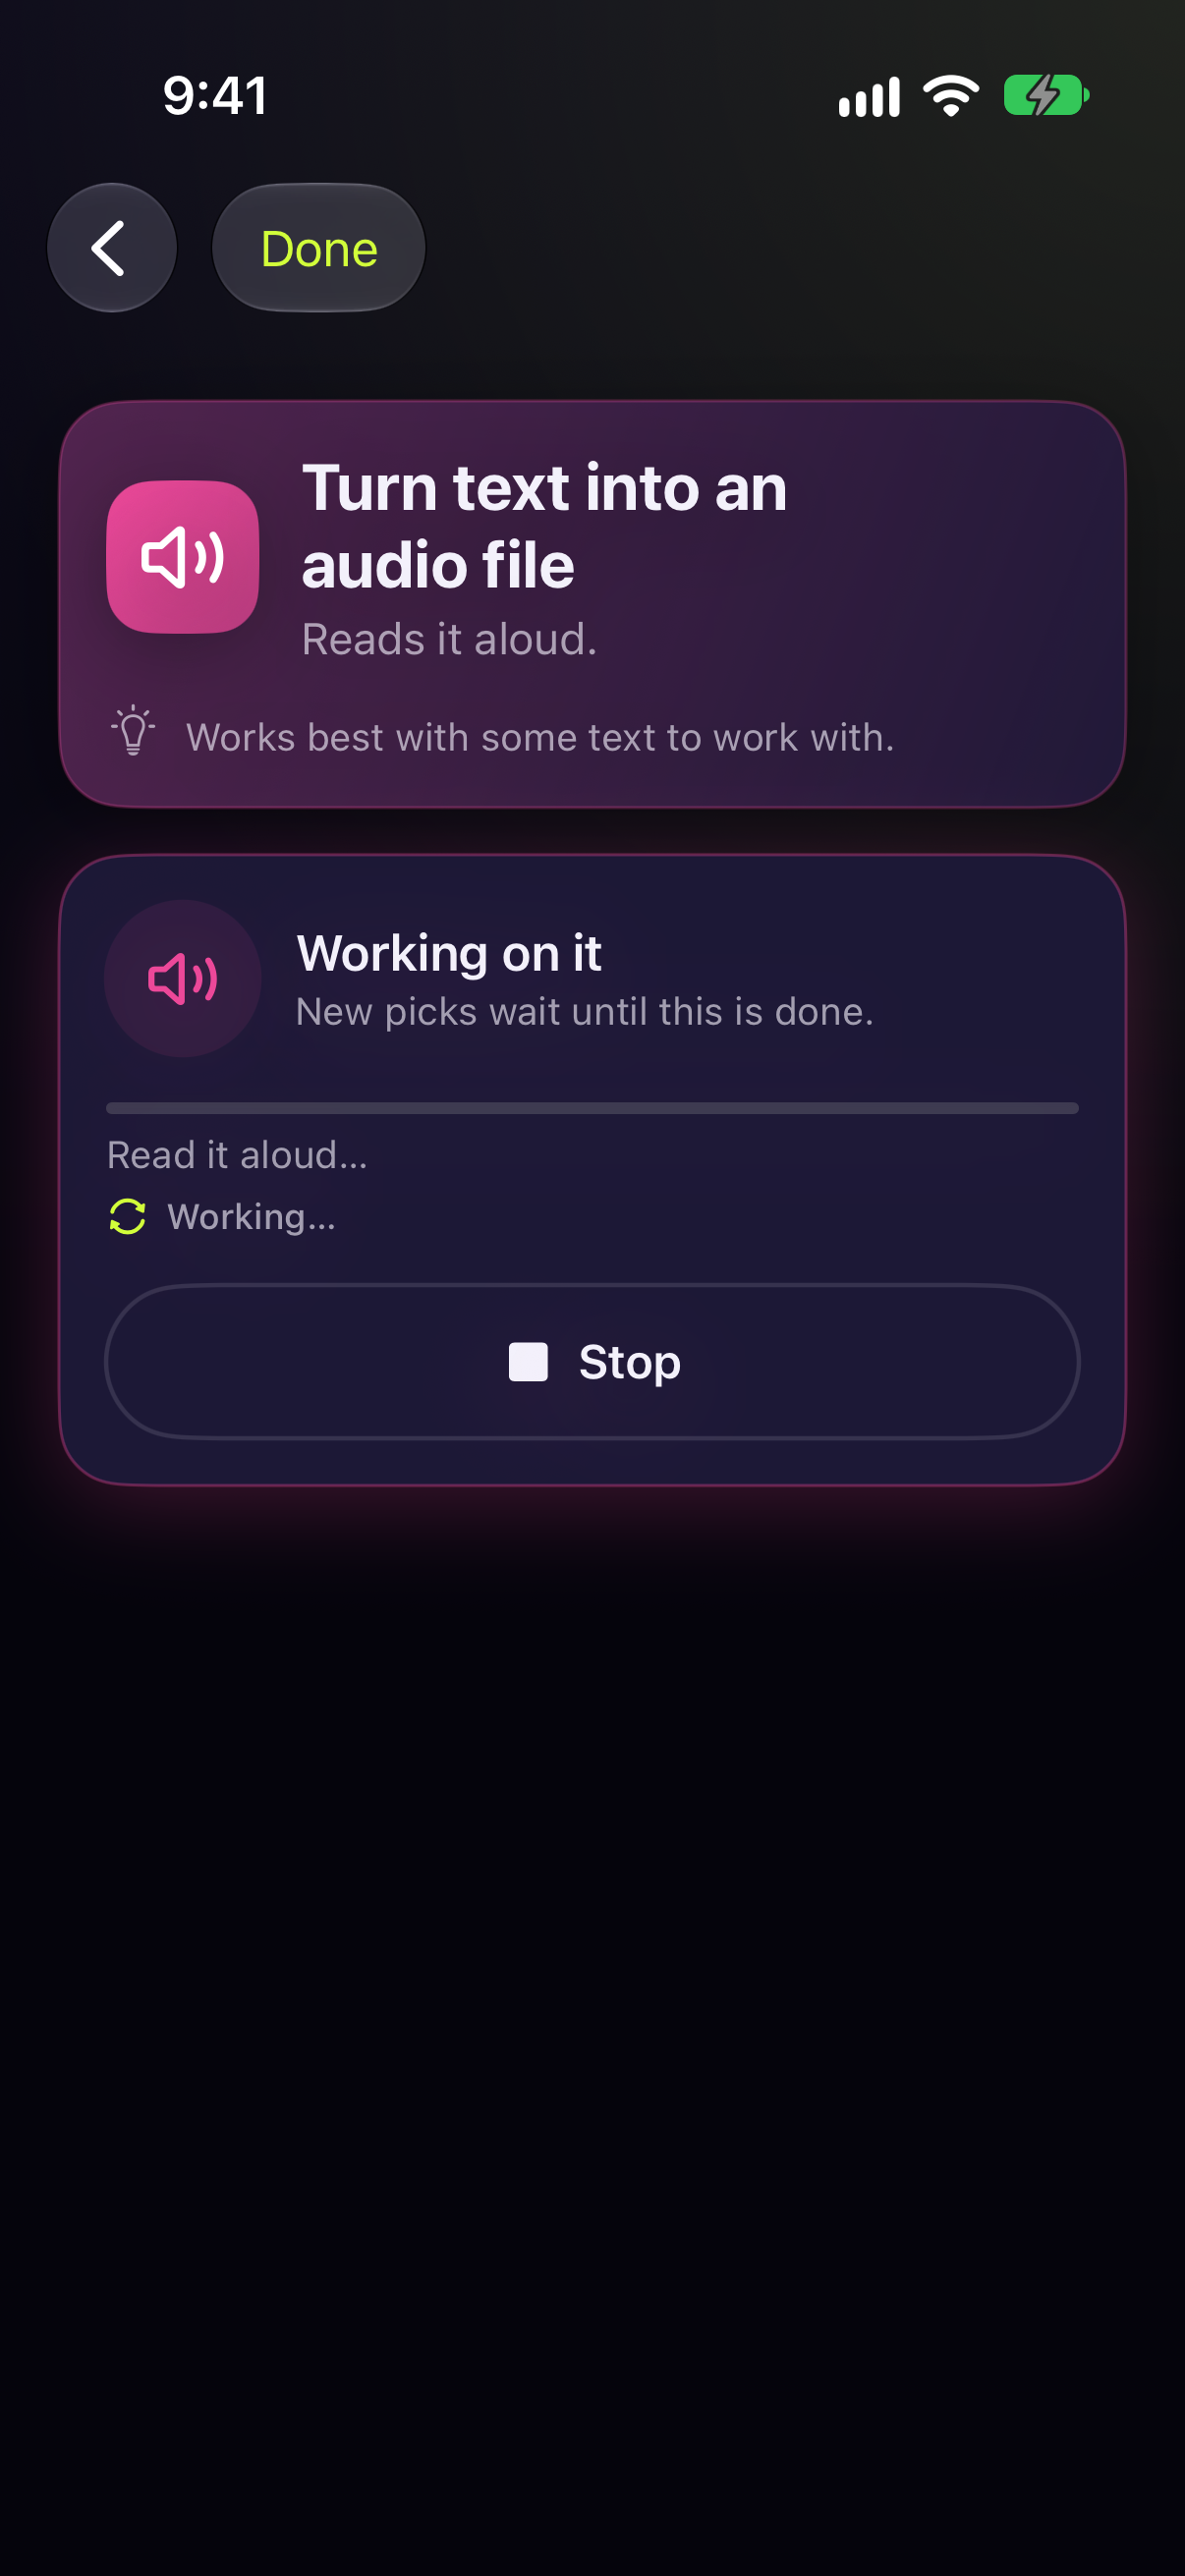 9:41
Done
Turn text into an
audio file
Reads it aloud.
Works best with some text to work with.
Working on it
New picks wait until this is done.
Read it aloud...
Working...
Stop